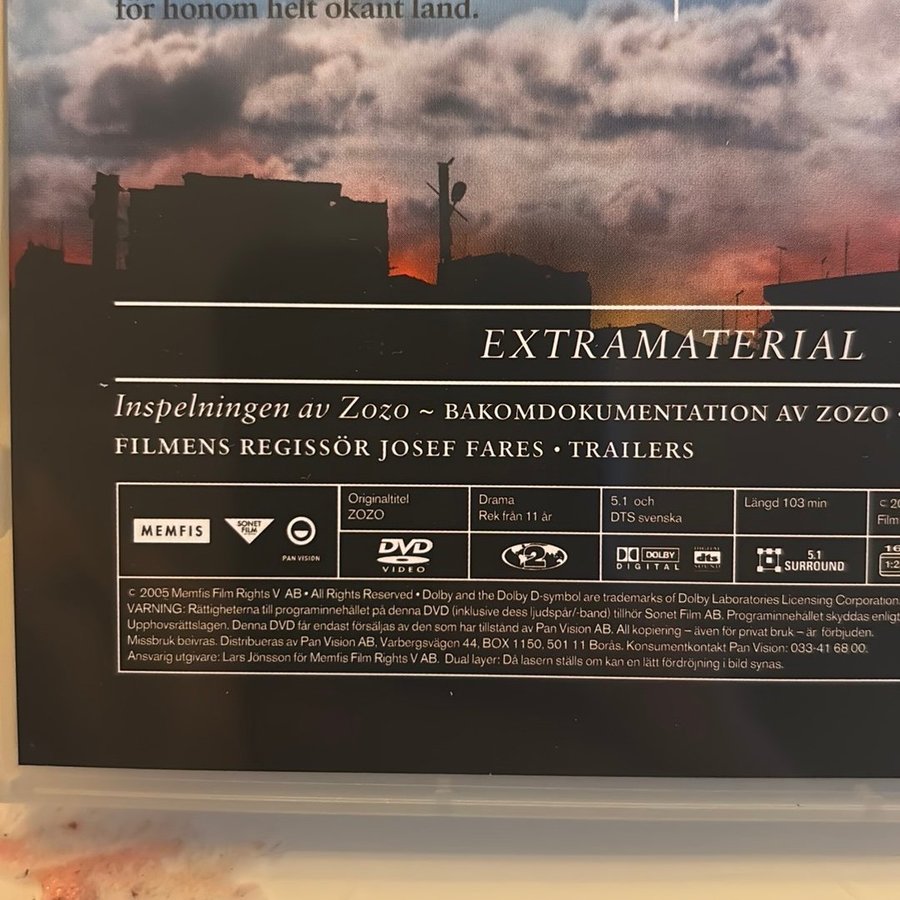 för honom helt okänt land.
EXTRAMATERIAL
Inspelningen av Zozo ~ BAKOMDOKUMENTATION AV ZOZO •
FILMENS REGISSÖR JOSEF FARES • TRAILERS
MEMFIS
SONET FILM
PAN VISION
Originaltitel
ZOZO
Drama
Rek från 11 år
5.1 och
DTS svenska
Längd 103 min
Film
DVD
VIDEO
2
DOLBY
DIGITAL
DIGITAL
dts
SOUND
5.1
SURROUND
© 2005 Memfis Film Rights V AB • All Rights Reserved • Dolby and the Dolby D-symbol are trademarks of Dolby Laboratories Licensing Corporation
VARNING: Rättigheterna till programinnehållet på denna DVD (inklusive dess ljudspår/-band) tillhör Sonet Film AB. Programinnehållet skyddas enligt
Upphovsrättslagen. Denna DVD får endast försäljas av den som har tillstånd av Pan Vision AB. All kopiering – även för privat bruk – är förbjuden.
Missbruk beivras. Distribueras av Pan Vision AB, Varbergsvägen 44, BOX 1150, 501 11 Borås. Konsumentkontakt Pan Vision: 033-41 68 00.
Ansvarig utgivare: Lars Jönsson för Memfis Film Rights V AB. Dual layer: Då lasern ställs om kan en lätt fördröjning i bild synas.